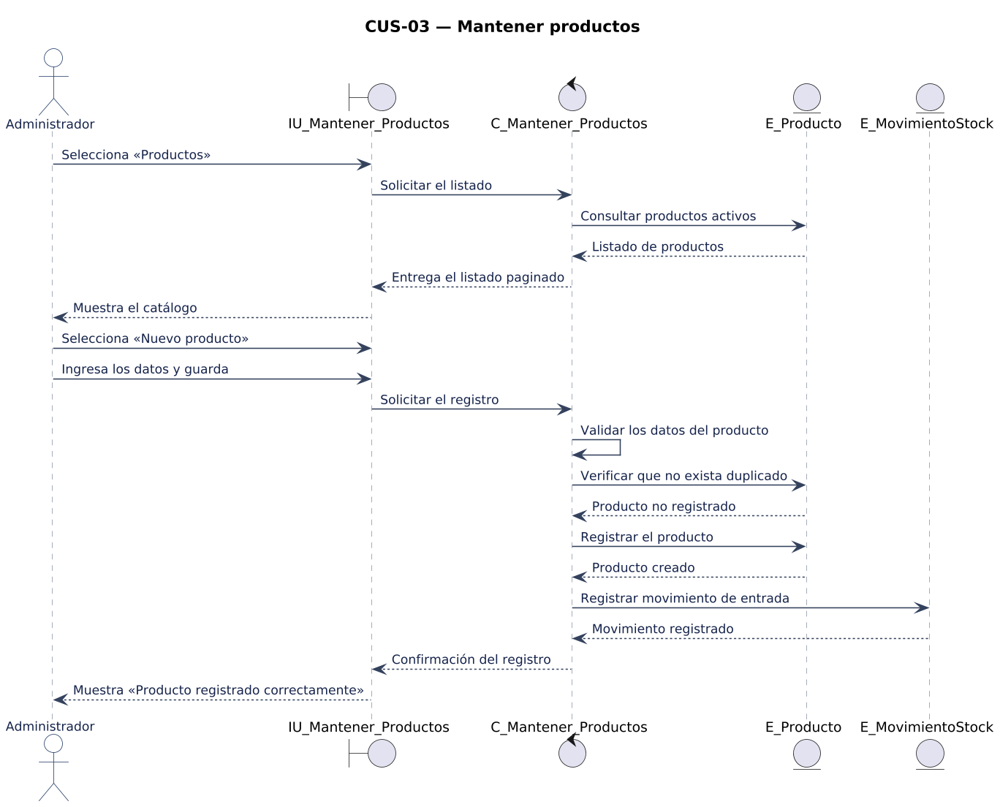 CUS-03 — Mantener productos
Administrador
IU_Mantener_Productos
C_Mantener_Productos
E_Producto
E_MovimientoStock
Selecciona «Productos»
Solicitar el listado
Consultar productos activos
Listado de productos
Entrega el listado paginado
Muestra el catálogo
Selecciona «Nuevo producto»
Ingresa los datos y guarda
Solicitar el registro
Validar los datos del producto
Verificar que no exista duplicado
Producto no registrado
Registrar el producto
Producto creado
Registrar movimiento de entrada
Movimiento registrado
Confirmación del registro
Muestra «Producto registrado correctamente»
Administrador
IU_Mantener_Productos
C_Mantener_Productos
E_Producto
E_MovimientoStock